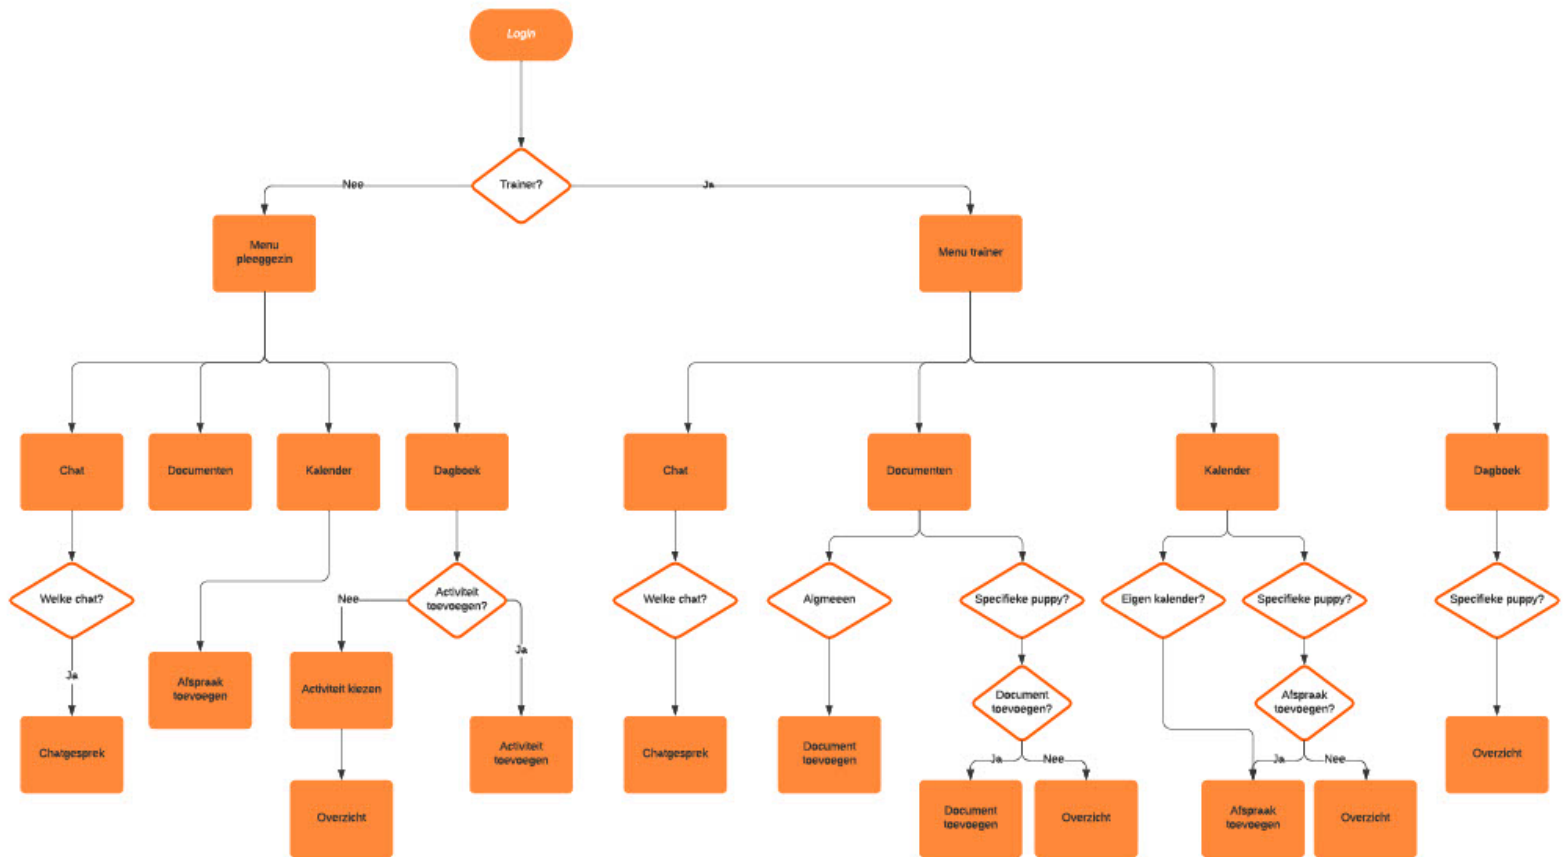 Login
Trainer?
Nee
Ja
Menu
pleeggezin
Menu trainer
Chat
Documenten
Kalender
Dagboek
Chat
Documenten
Kalender
Dagboek
Welke chat?
Nee
Activiteit
toevoegen?
Welke chat?
Algmeeen
Specifieke puppy?
Eigen kalender?
Specifieke puppy?
Specifieke puppy?
Ja
Afspraak
toevoegen
Activiteit kiezen
Ja
Document
toevoegen?
Afspraak
toevoegen?
Chatgesprek
Activiteit
toevoegen
Chatgesprek
Document
toevoegen
Ja
Nee
Ja
Nee
Overzicht
Overzicht
Document
toevoegen
Overzicht
Afspraak
toevoegen
Overzicht